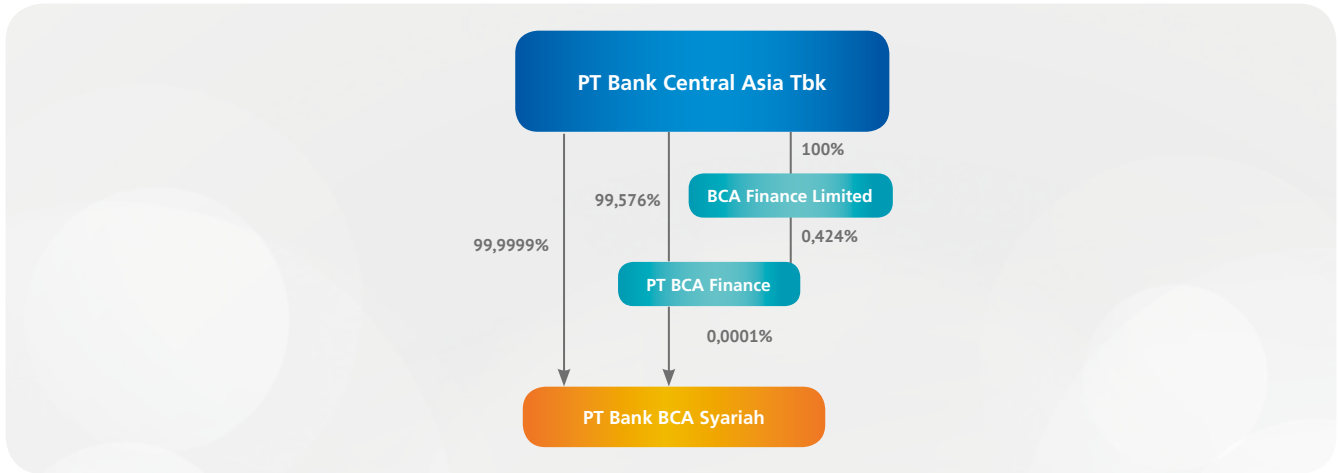 PT Bank Central Asia Tbk
100%
BCA Finance Limited
99,576%
0,424%
99,9999%
PT BCA Finance
0,0001%
PT Bank BCA Syariah